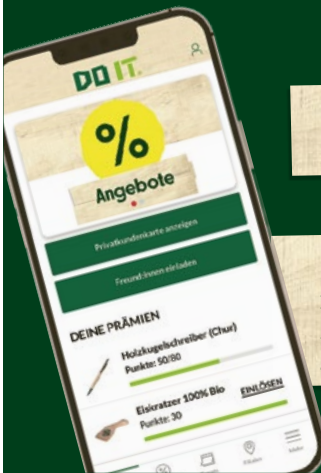 DO IT.
%
Angebote
Privatkundenkarte anzeigen
Freund:innen einladen
DEINE PRÄMIEN
Holzkugelschreiber (Chur)
Punkte: 50/80
Eiskratzer 100% Bio
EINLÖSEN
Punkte: 30
Mehr